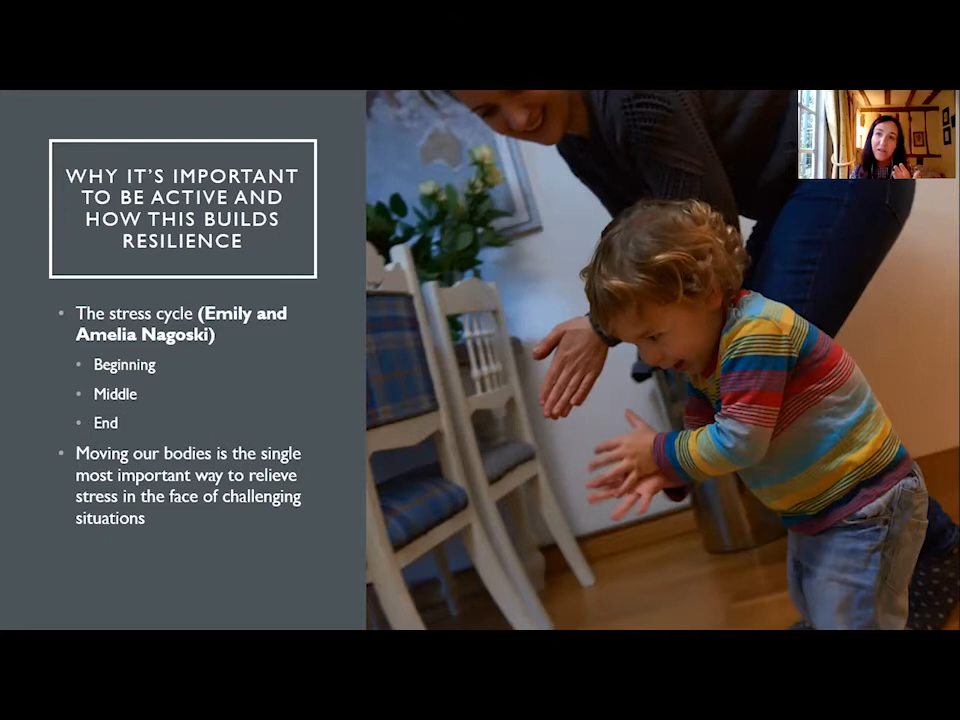 WHY IT'S IMPORTANT
TO BE ACTIVE AND
HOW THIS BUILDS
RESILIENCE
• The stress cycle (Emily and
Amelia Nagoski)
• Beginning
• Middle
• End
• Moving our bodies is the single
most important way to relieve
stress in the face of challenging
situations